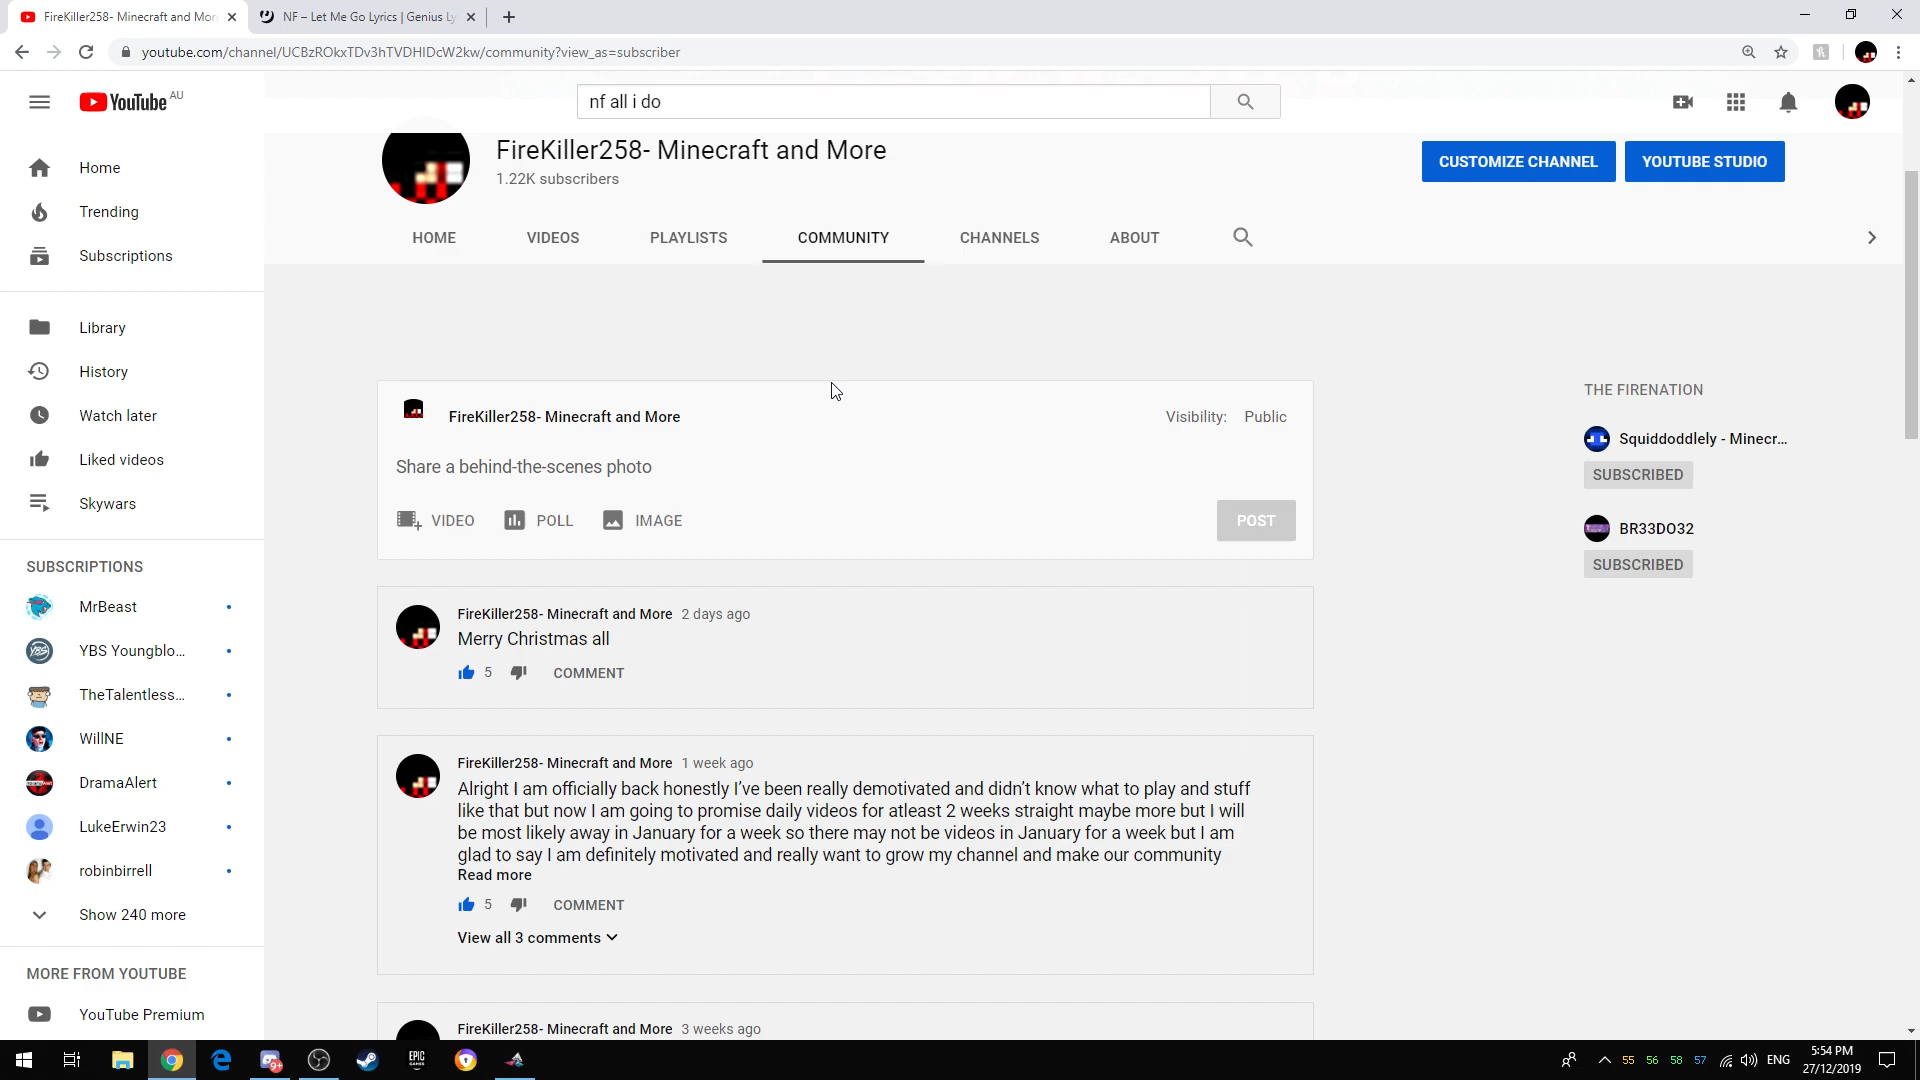 FireKiller258- Minecraft and Mor
NF – Let Me Go Lyrics | Genius Ly
youtube.com/channel/UCBzROkxTDv3hTVDHIDcW2kw/community?view_as=subscriber
YouTube AU
nf all i do
FireKiller258- Minecraft and More
1.22K subscribers
CUSTOMIZE CHANNEL
YOUTUBE STUDIO
HOME
VIDEOS
PLAYLISTS
COMMUNITY
CHANNELS
ABOUT
Home
Trending
Subscriptions
Library
History
Watch later
Liked videos
Skywars
SUBSCRIPTIONS
MrBeast
YBS Youngblo...
TheTalentless...
WillNE
DramaAlert
LukeErwin23
robinbirrell
Show 240 more
MORE FROM YOUTUBE
YouTube Premium
FireKiller258- Minecraft and More
Visibility: Public
Share a behind-the-scenes photo
VIDEO
POLL
IMAGE
POST
FireKiller258- Minecraft and More 2 days ago
Merry Christmas all
5
COMMENT
FireKiller258- Minecraft and More 1 week ago
Alright I am officially back honestly I've been really demotivated and didn't know what to play and stuff
like that but now I am going to promise daily videos for atleast 2 weeks straight maybe more but I will
be most likely away in January for a week so there may not be videos in January for a week but I am
glad to say I am definitely motivated and really want to grow my channel and make our community
Read more
5
COMMENT
View all 3 comments
FireKiller258- Minecraft and More 3 weeks ago
THE FIRENATION
Squiddoddlely - Minecr...
SUBSCRIBED
BR33DO32
SUBSCRIBED
9+
EPIC GAMES
55
56
58
57
ENG
5:54 PM
27/12/2019